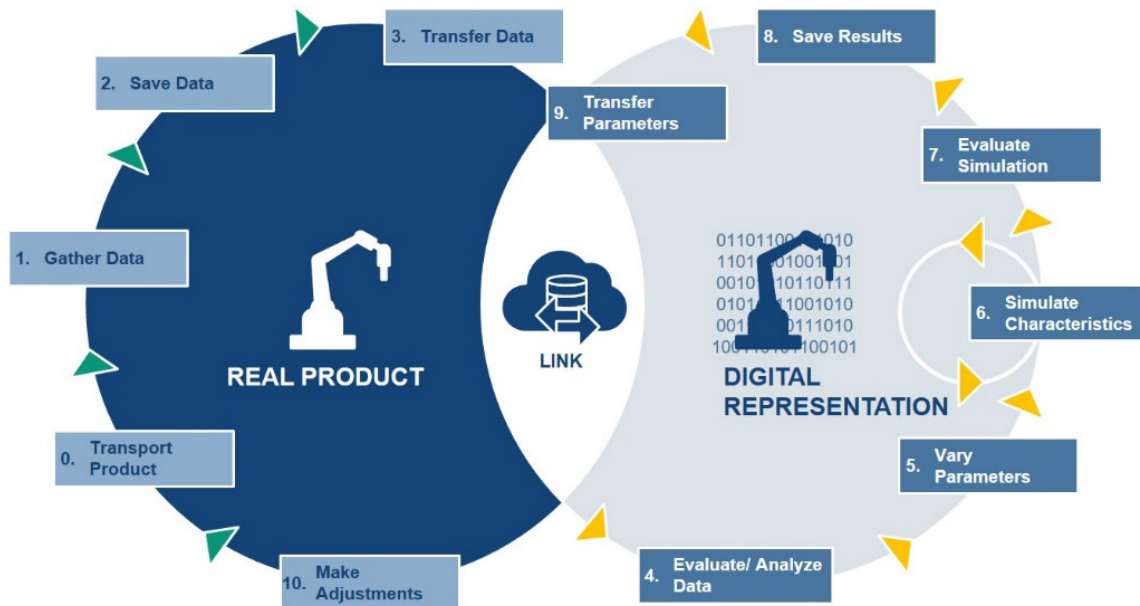 3. Transfer Data
8. Save Results
2. Save Data
9. Transfer
Parameters
7. Evaluate
Simulation
1. Gather Data
6. Simulate
Characteristics
LINK
REAL PRODUCT
DIGITAL
REPRESENTATION
0. Transport
Product
5. Vary
Parameters
10. Make
Adjustments
4. Evaluate/ Analyze
Data